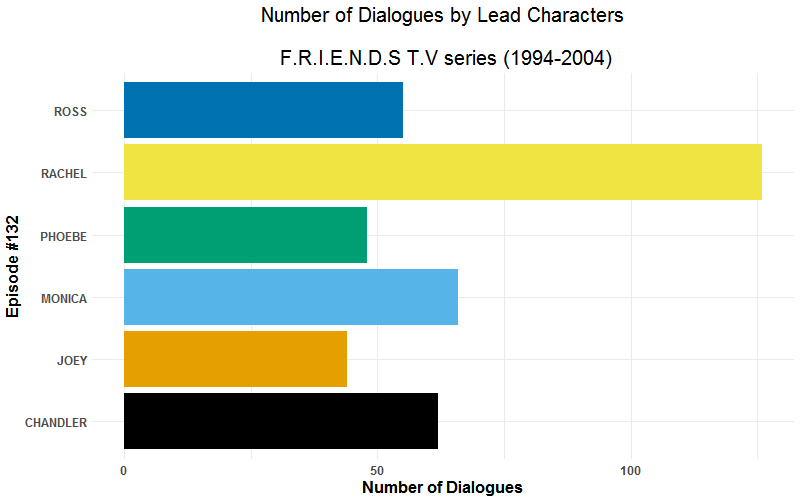 Number of Dialogues by Lead Characters
F.R.I.E.N.D.S T.V series (1994-2004)
Episode #132
ROSS
RACHEL
PHOEBE
MONICA
JOEY
CHANDLER
0 50 100
Number of Dialogues